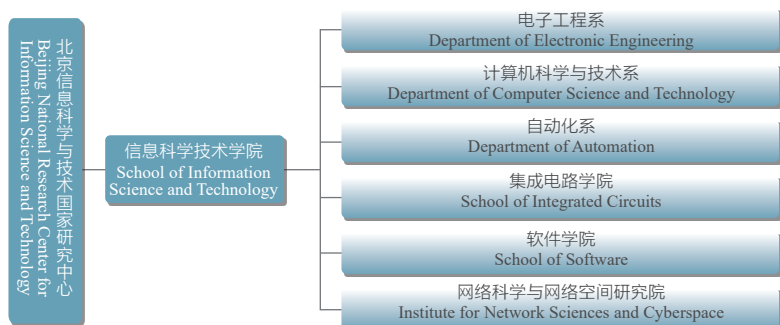 北京信息科学与技术国家研究中心
Beijing National Research Center for
Information Science and Technology
信息科学技术学院
School of Information
Science and Technology
电子工程系
Department of Electronic Engineering
计算机科学与技术系
Department of Computer Science and Technology
自动化系
Department of Automation
集成电路学院
School of Integrated Circuits
软件学院
School of Software
网络科学与网络空间研究院
Institute for Network Sciences and Cyberspace